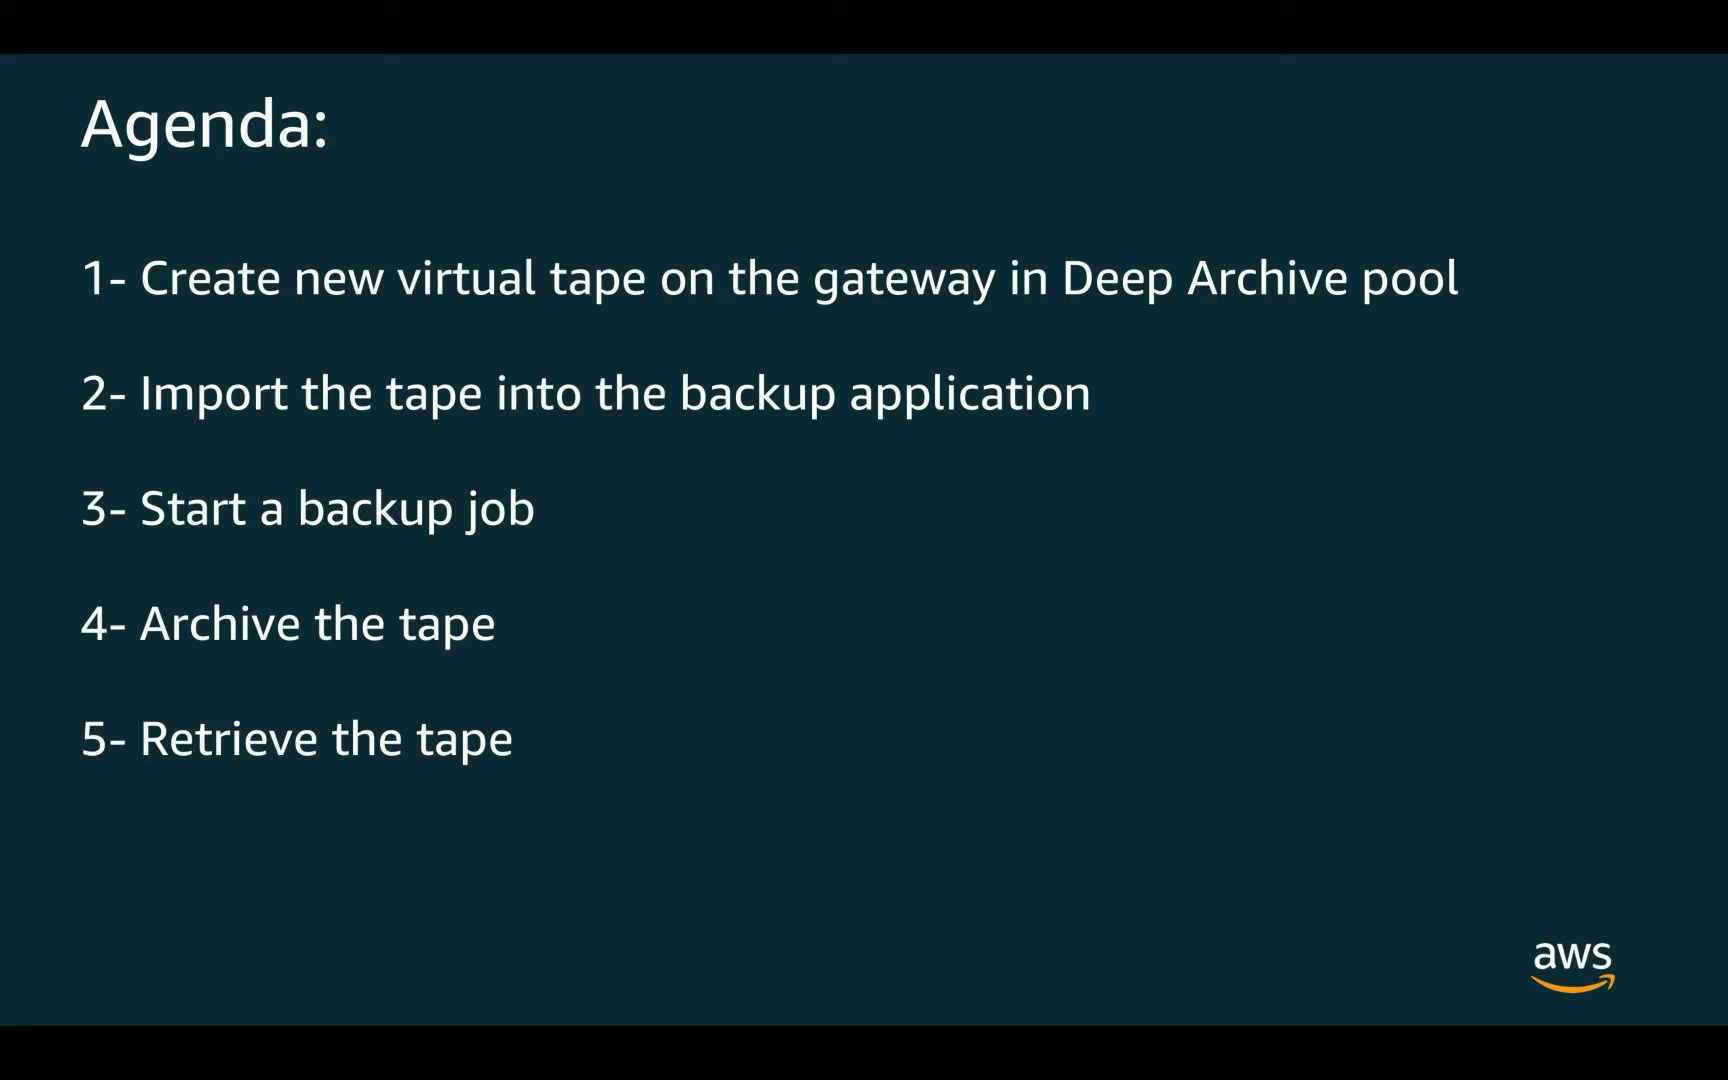 Agenda:
1- Create new virtual tape on the gateway in Deep Archive pool
2- Import the tape into the backup application
3- Start a backup job
4- Archive the tape
5- Retrieve the tape
aws